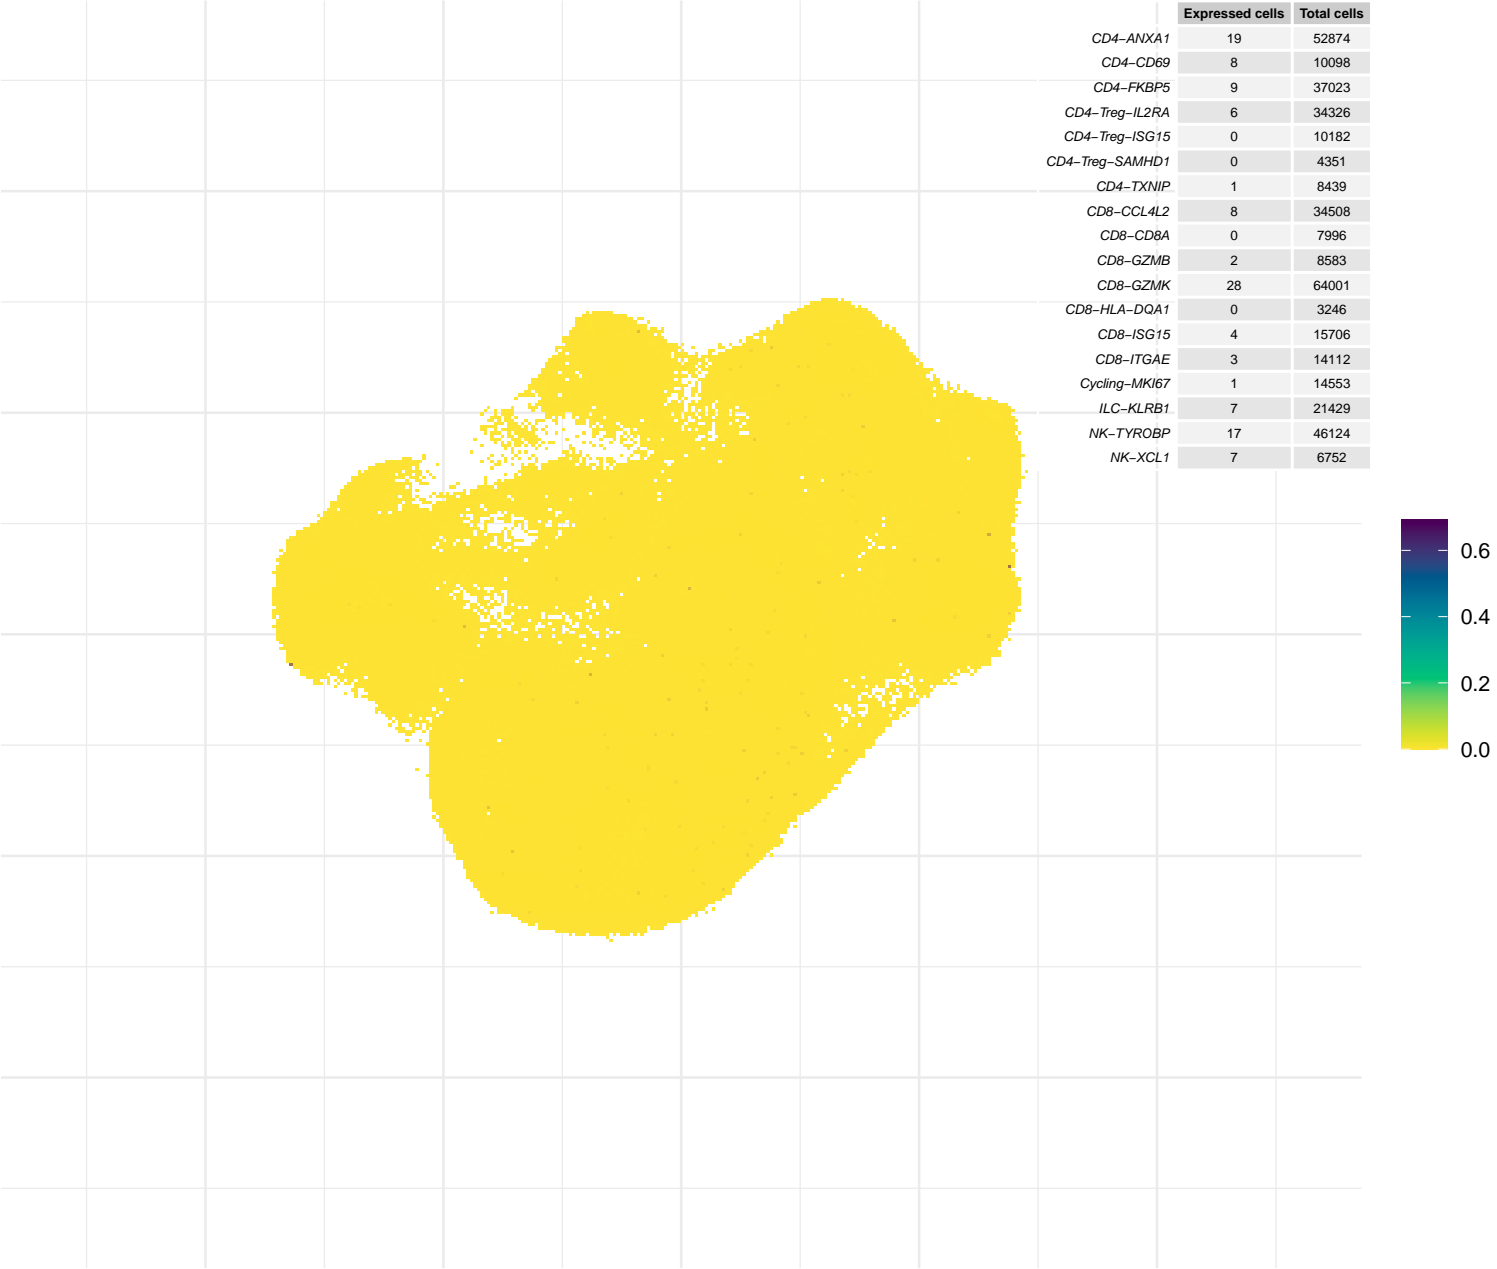 Expressed cells Total cells
CD4−ANXA1 19 52874
CD4−CD69 8 10098
CD4−FKBP5 9 37023
CD4−Treg−IL2RA 6 34326
CD4−Treg−ISG15 0 10182
CD4−Treg−SAMHD1 0 4351
CD4−TXNIP 1 8439
CD8−CCL4L2 8 34508
CD8−CD8A 0 7996
CD8−GZMB 2 8583
CD8−GZMK 28 64001
CD8−HLA−DQA1 0 3246
CD8−ISG15 4 15706
CD8−ITGAE 3 14112
Cycling−MKI67 1 14553
ILC−KLRB1 7 21429
NK−TYROBP 17 46124
NK−XCL1 7 6752
0.6
0.4
0.2
0.0